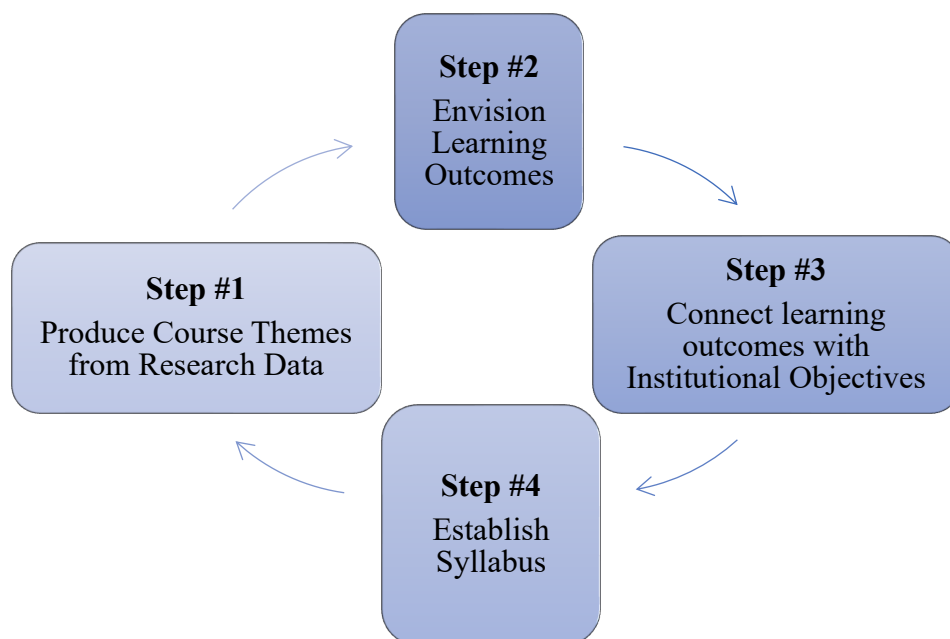 Step #1
Produce Course Themes
from Research Data
Step #2
Envision
Learning
Outcomes
Step #3
Connect learning
outcomes with
Institutional Objectives
Step #4
Establish
Syllabus